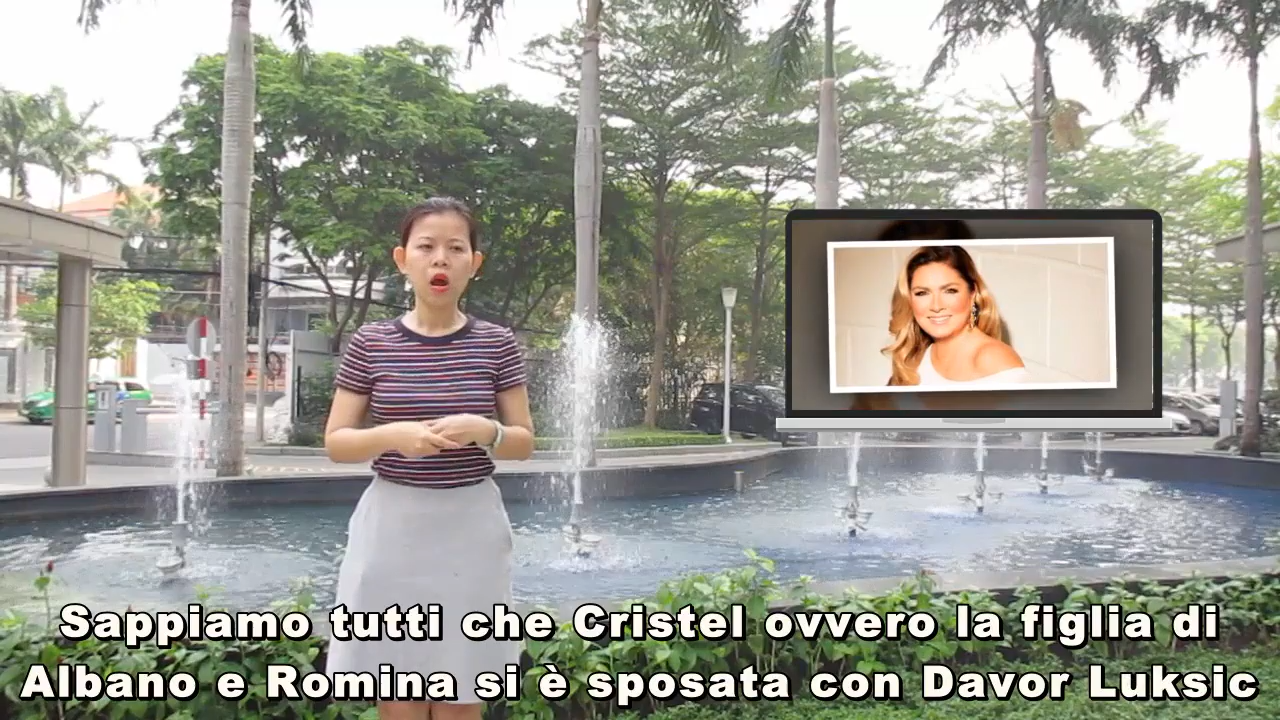 Sappiamo tutti che Cristel ovvero la figlia di
Albano e Romina si è sposata con Davor Luksic